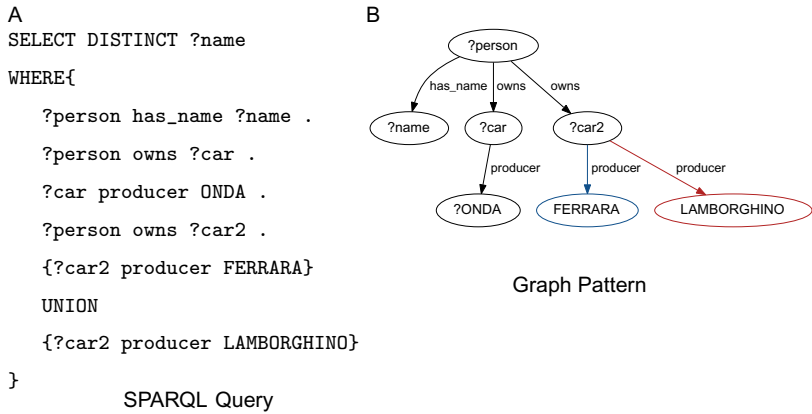 A
SELECT DISTINCT ?name
WHERE{
?person has_name ?name .
?person owns ?car .
?car producer ONDA .
?person owns ?car2 .
{?car2 producer FERRARA}
UNION
{?car2 producer LAMBORGHINO}
}
SPARQL Query
B
?person
has_name owns owns
?name ?car ?car2
producer producer producer
?ONDA FERRARA LAMBORGHINO
Graph Pattern